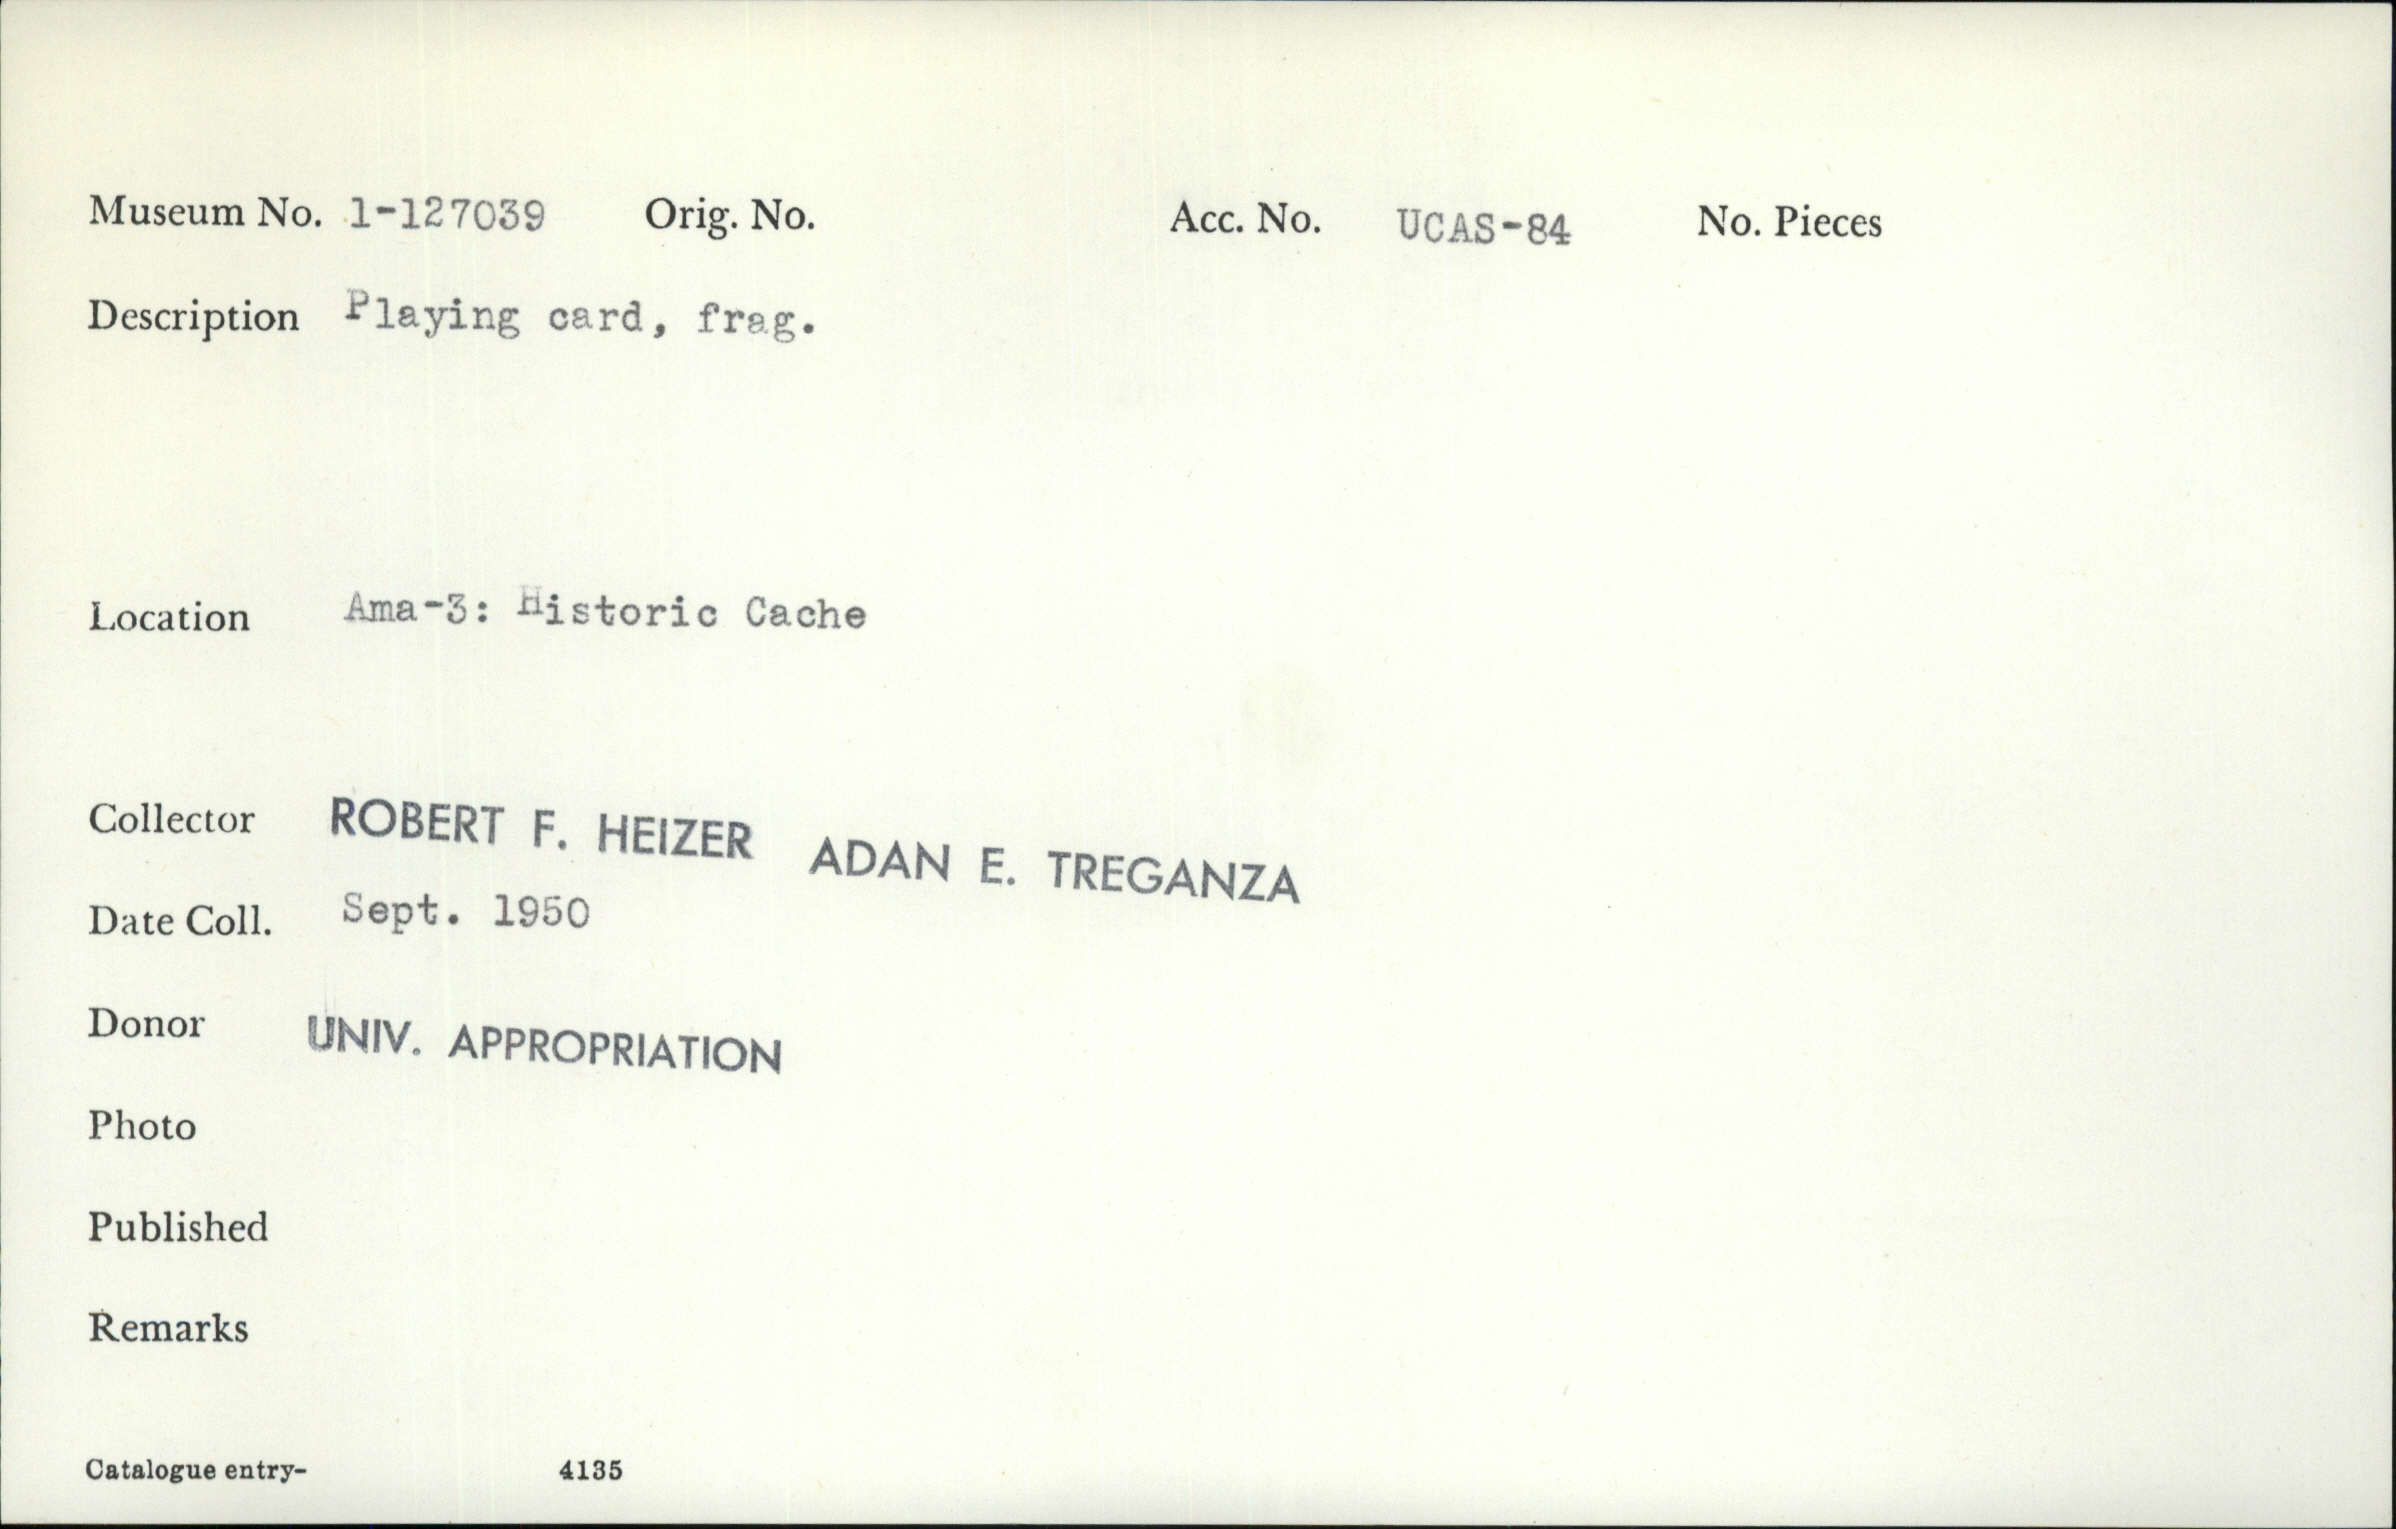 Museum No. 1-127039 Orig. No. Acc. No. UCAS-84 No. Pieces
Description Playing card, frag.
Location Ama-3: Historic Cache
Collector ROBERT F. HEIZER ADAN E. TREGANZA
Date Coll. Sept. 1950
Donor UNIV. APPROPRIATION
Photo
Published
Remarks
Catalogue entry- 4135